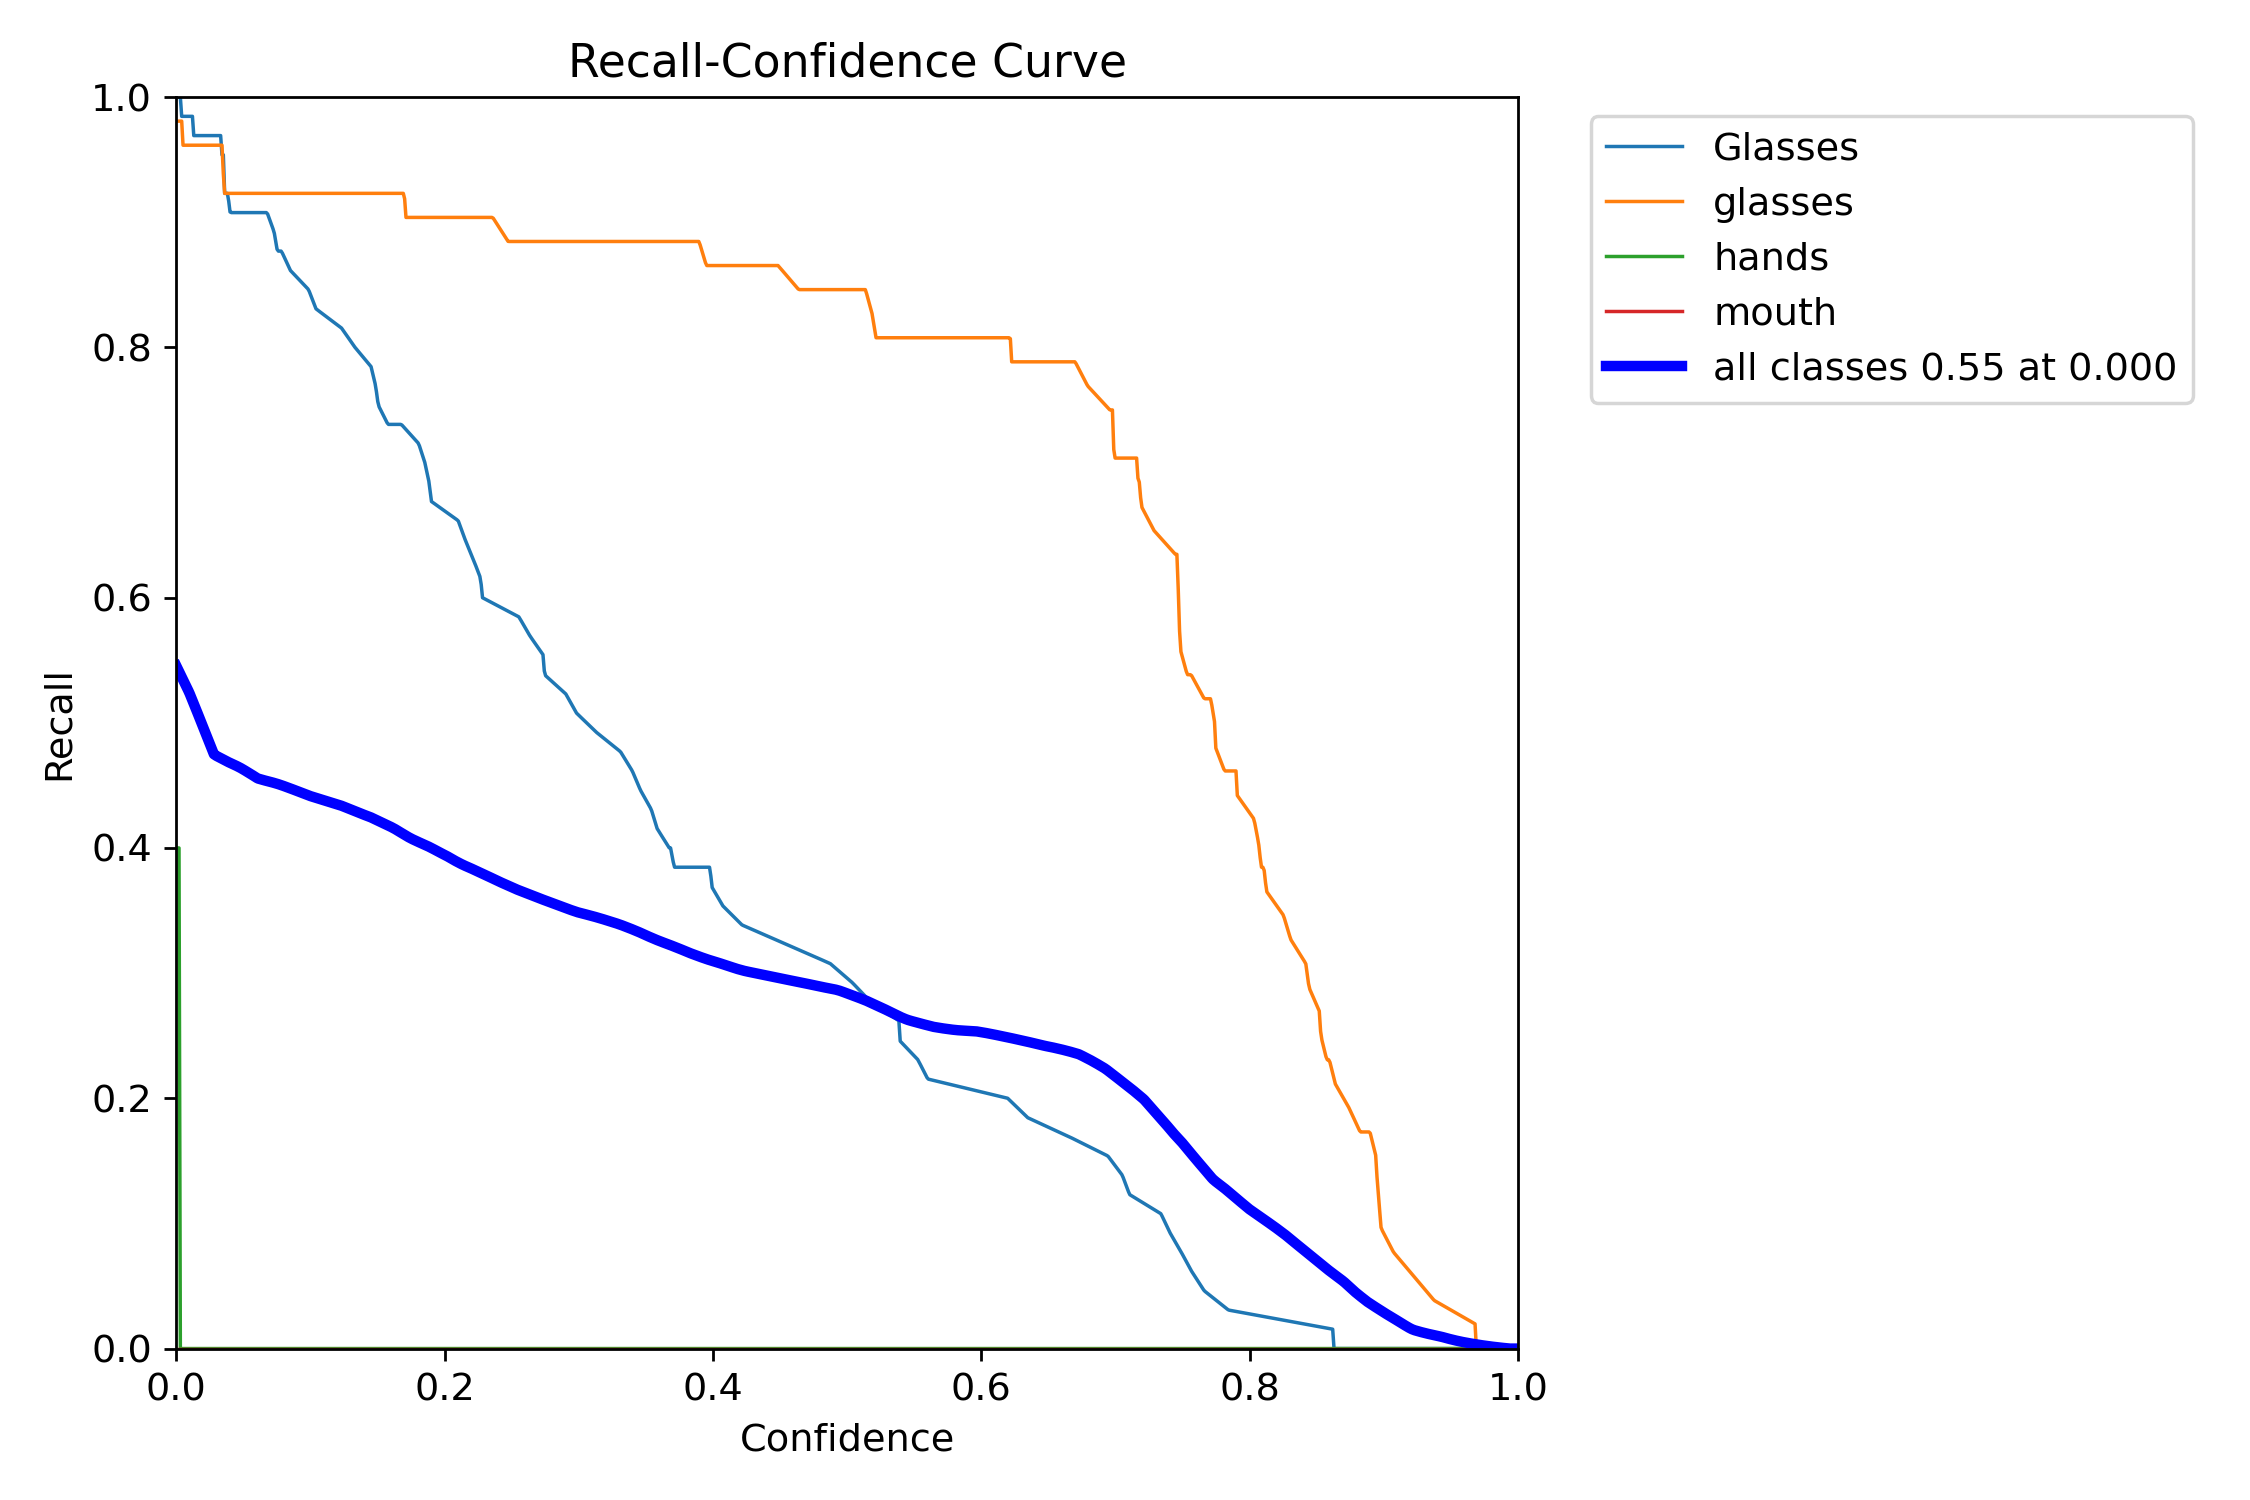 Recall-Confidence Curve
1.0
0.8
0.6
0.4
0.2
0.0
Recall
0.0 0.2 0.4 0.6 0.8 1.0
Confidence
Glasses
glasses
hands
mouth
all classes 0.55 at 0.000